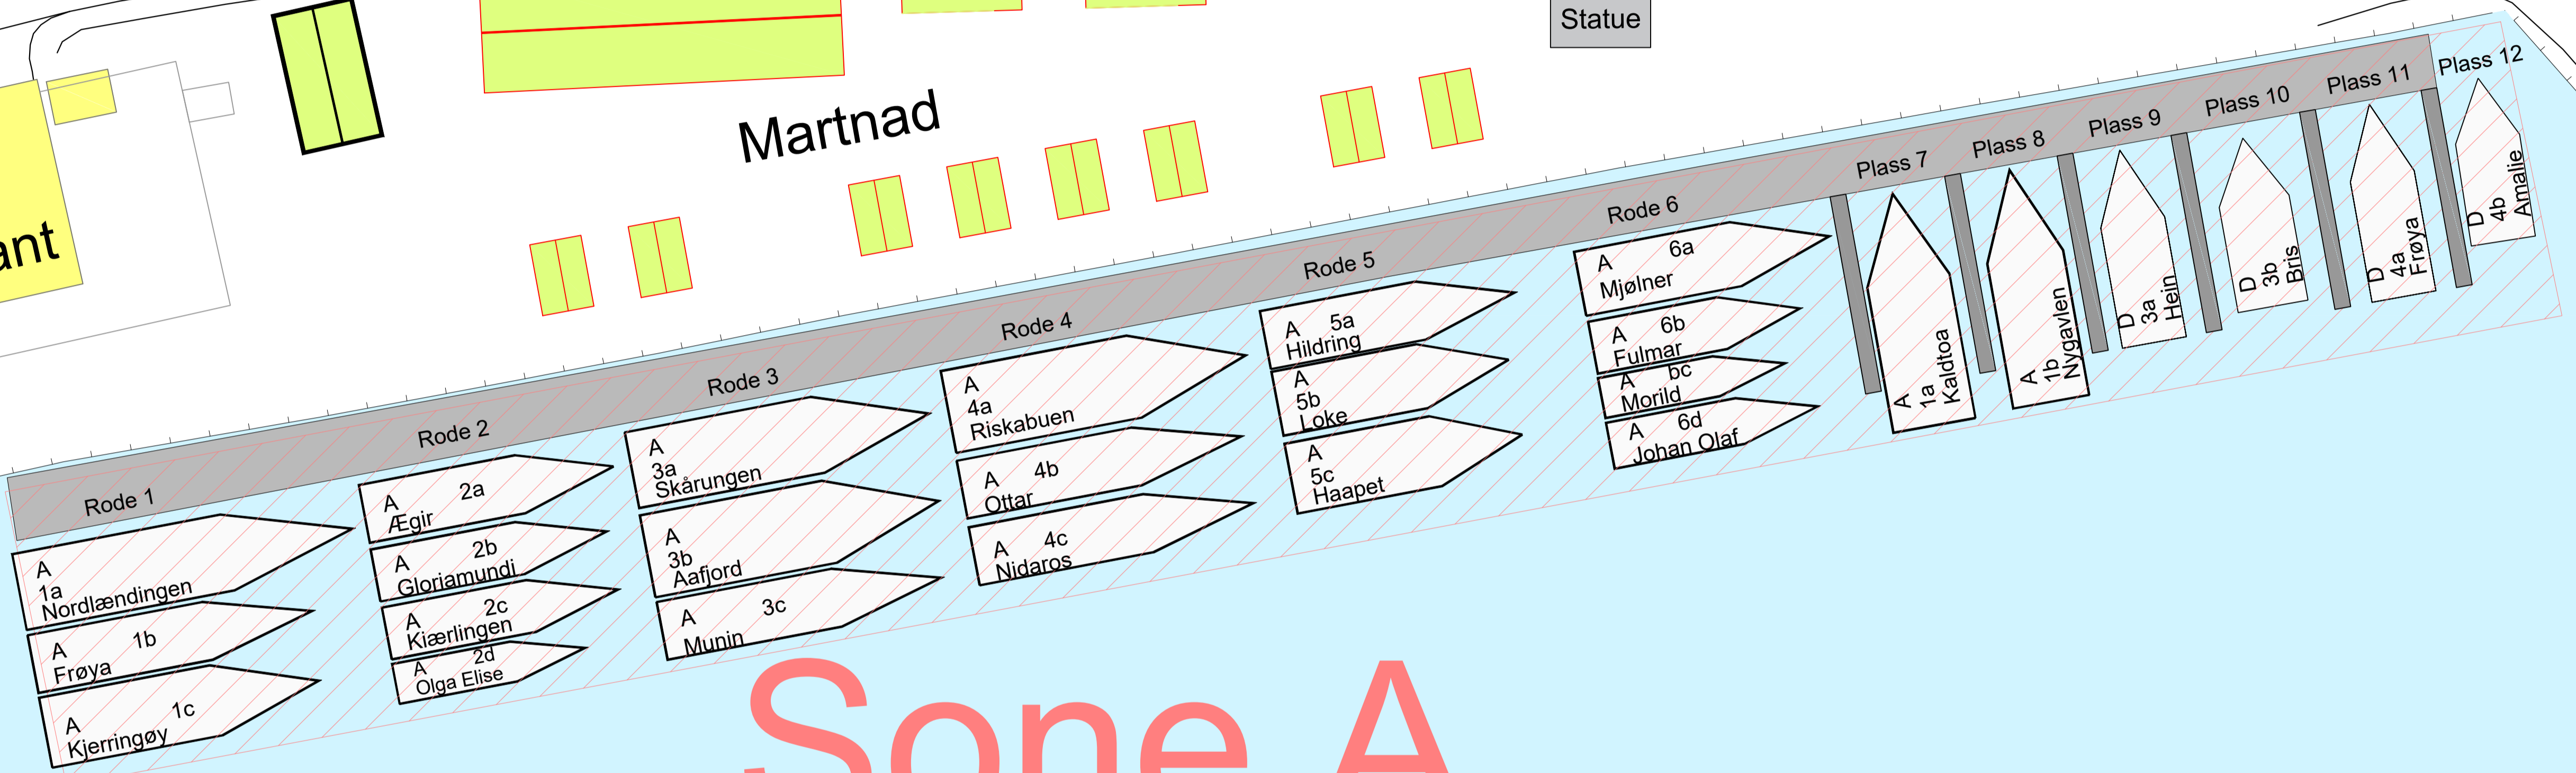 Statue
Martnad
ant
Rode 1
Rode 2
Rode 3
Rode 4
Rode 5
Rode 6
Plass 7
Plass 8
Plass 9
Plass 10
Plass 11
Plass 12
A
1a
Nordlændingen
A 1b
Frøya
A 1c
Kjerringøy
A 2a
Ægir
A 2b
Gloriamundi
A 2c
Kiærlingen
A 2d
Olga Elise
A
3a
Skårungen
A
3b
Aafjord
A 3c
Munin
A
4a
Riskabuen
A 4b
Ottar
A 4c
Nidaros
A 5a
Hildring
A
5b
Loke
A
5c
Haapet
A 6a
Mjølner
A 6b
Fulmar
A bc
Morild
A 6d
Johan Olaf
A
1a
Kaldtoa
A
1b
Nygavlen
D
3a
Hein
D
3b
Bris
D
4a
Frøya
D
4b
Amalie
Sone A